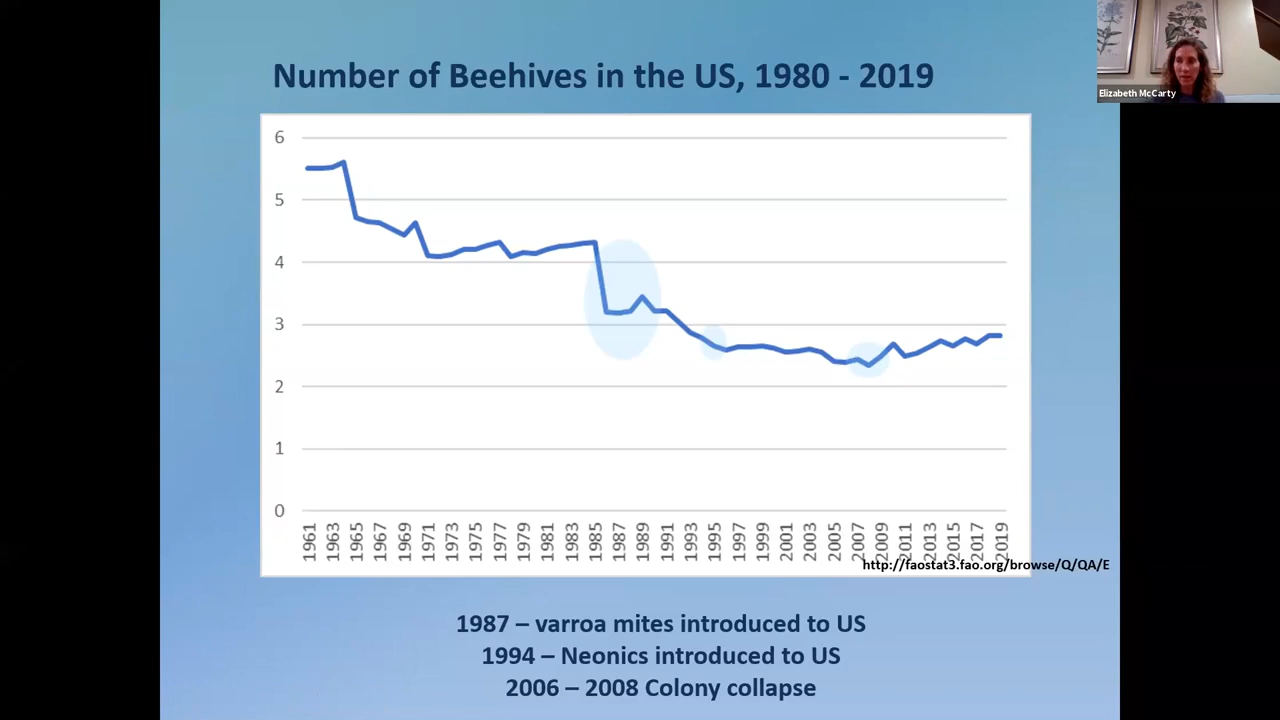 Number of Beehives in the US, 1980 - 2019
Elizabeth McCarty
6
5
4
3
2
1
0
1961 1963 1965 1967 1969 1971 1973 1975 1977 1979 1981 1983 1985 1987 1989 1991 1993 1995 1997 1999 2001 2003 2005 2007 2009 2011 2013 2015 2017 2019
http://faostat3.fao.org/browse/Q/QA/E
1987 – varroa mites introduced to US
1994 – Neonics introduced to US
2006 – 2008 Colony collapse